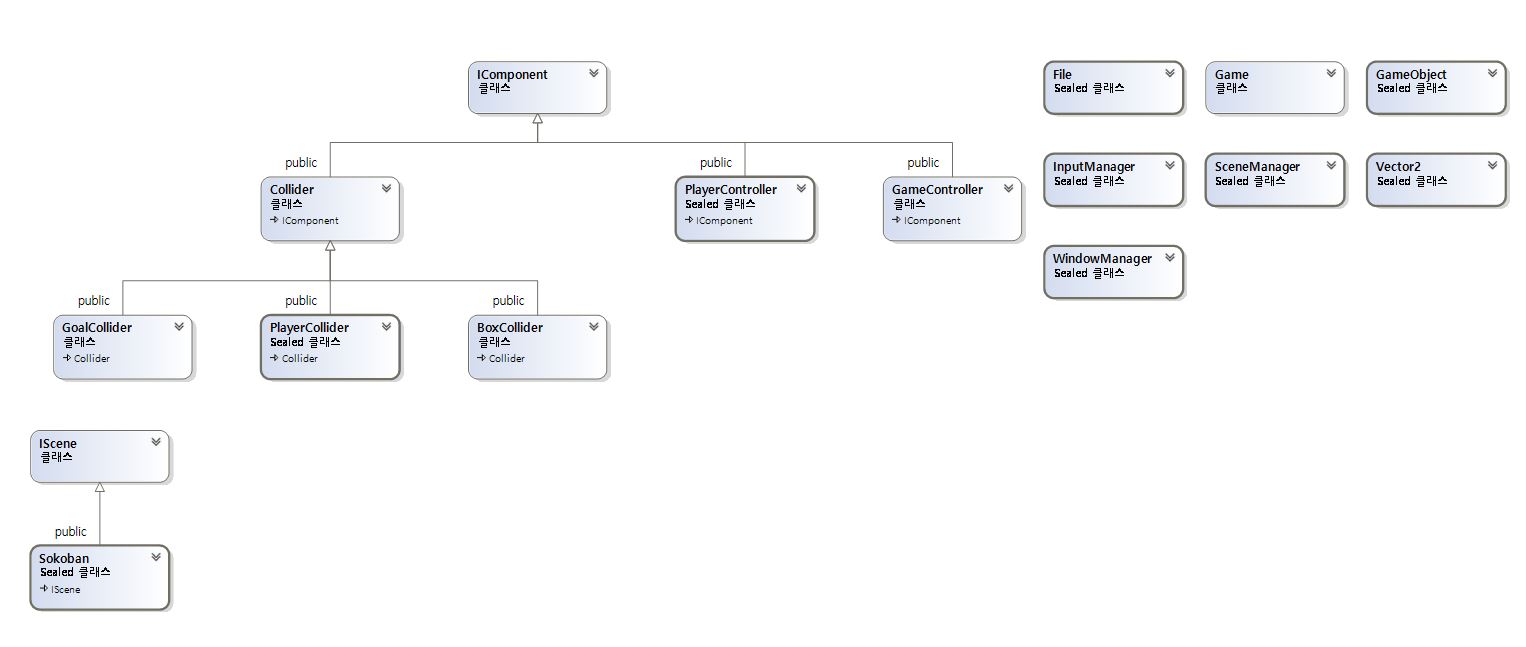 IComponent
클래스
File
Sealed 클래스
Game
클래스
GameObject
Sealed 클래스
public
public
public
Collider
클래스
IComponent
PlayerController
Sealed 클래스
IComponent
GameController
클래스
IComponent
InputManager
Sealed 클래스
SceneManager
Sealed 클래스
Vector2
Sealed 클래스
WindowManager
Sealed 클래스
public
public
public
GoalCollider
클래스
Collider
PlayerCollider
Sealed 클래스
Collider
BoxCollider
클래스
Collider
IScene
클래스
public
Sokoban
Sealed 클래스
IScene